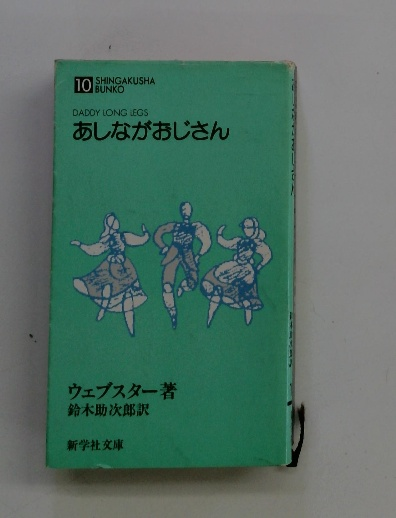 10 SHINGAKUSHA
BUNKO
DADDY LONG LEGS
あしながおじさん
ウェブスター著
鈴木助次郎訳
新学社文庫